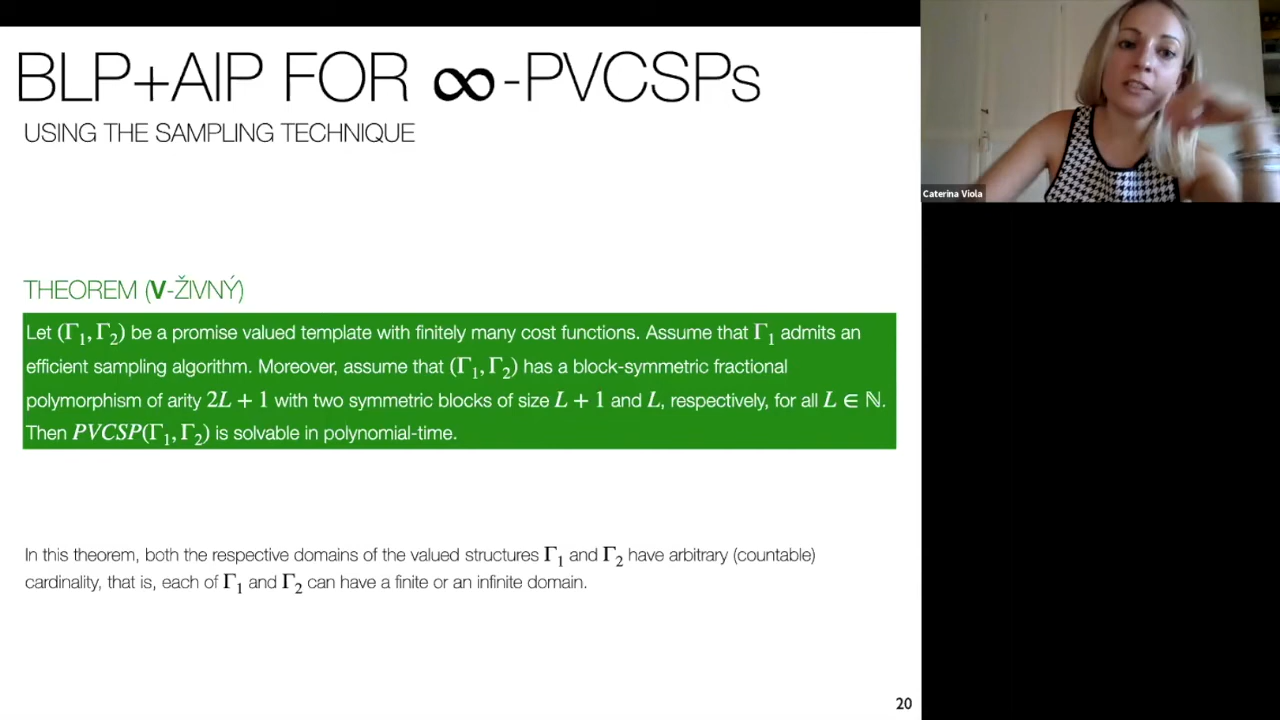 BLP+AIP FOR ∞-PVCSPs
USING THE SAMPLING TECHNIQUE
Caterina Viola
THEOREM (V-ŽIVNÝ)
Let (Γ₁, Γ₂) be a promise valued template with finitely many cost functions. Assume that Γ₁ admits an
efficient sampling algorithm. Moreover, assume that (Γ₁, Γ₂) has a block-symmetric fractional
polymorphism of arity 2L + 1 with two symmetric blocks of size L + 1 and L, respectively, for all L ∈ ℕ.
Then PVCSP(Γ₁, Γ₂) is solvable in polynomial-time.
In this theorem, both the respective domains of the valued structures Γ₁ and Γ₂ have arbitrary (countable)
cardinality, that is, each of Γ₁ and Γ₂ can have a finite or an infinite domain.
20